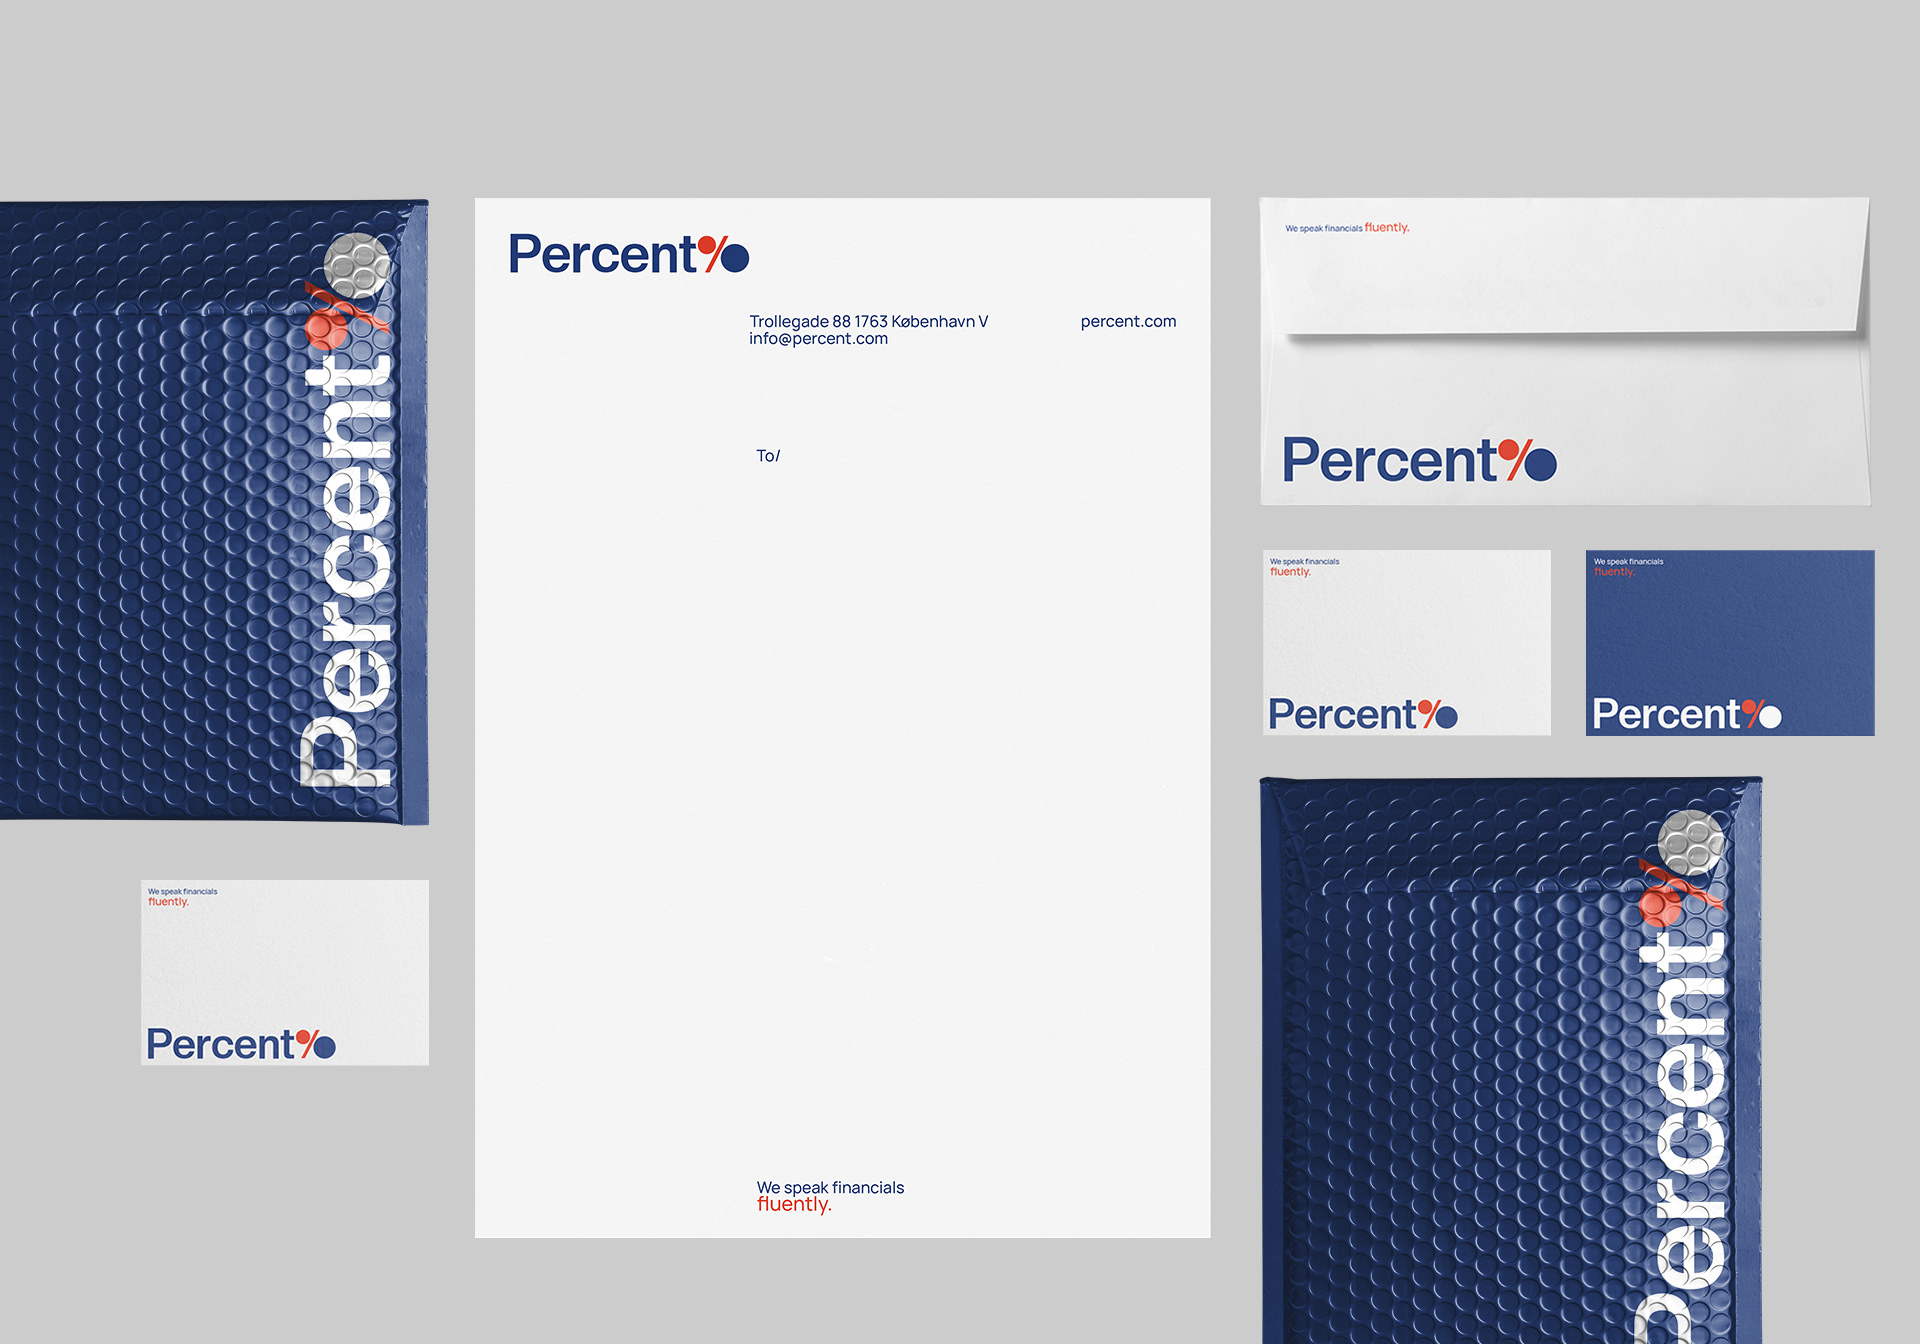 Percent%
Percent%
Trollegade 88 1763 København V
info@percent.com
percent.com
To/
We speak financials
fluently.
We speak financials fluently.
Percent%
We speak financials
fluently.
Percent%
We speak financials
fluently.
Percent%
We speak financials
fluently.
Percent%
Percent%